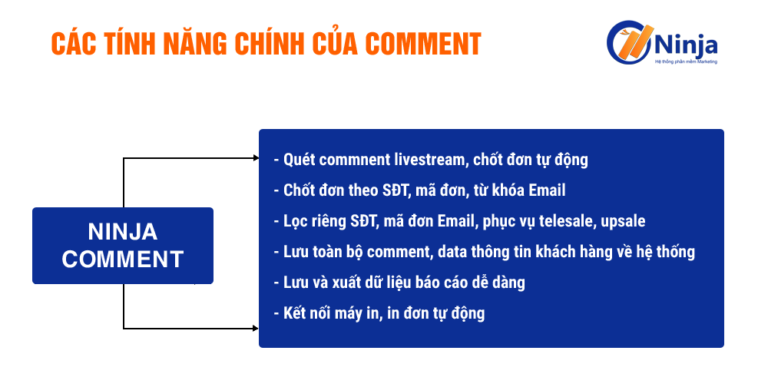 CÁC TÍNH NĂNG CHÍNH CỦA COMMENT
Ninja
Hệ thống phần mềm Marketing
NINJA
COMMENT
- Quét commnent livestream, chốt đơn tự động
- Chốt đơn theo SĐT, mã đơn, từ khóa Email
- Lọc riêng SĐT, mã đơn Email, phục vụ telesale, upsale
- Lưu toàn bộ comment, data thông tin khách hàng về hệ thống
- Lưu và xuất dữ liệu báo cáo dễ dàng
- Kết nối máy in, in đơn tự động